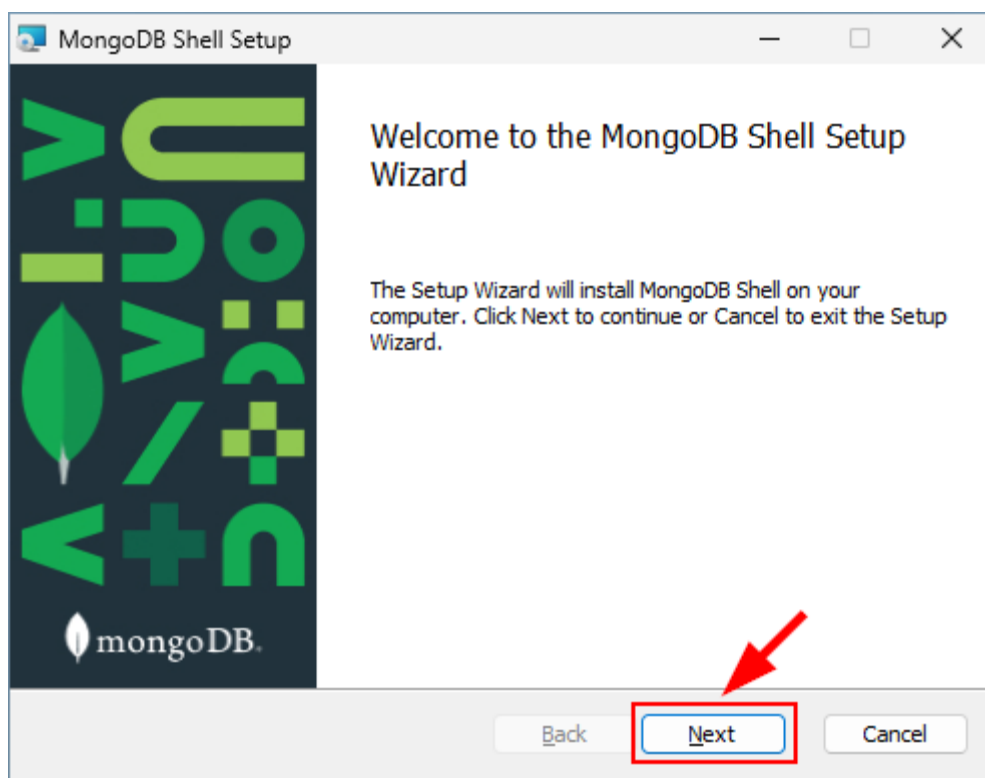 MongoDB Shell Setup
Welcome to the MongoDB Shell Setup
Wizard
The Setup Wizard will install MongoDB Shell on your
computer. Click Next to continue or Cancel to exit the Setup
Wizard.
mongoDB.
Back
Next
Cancel